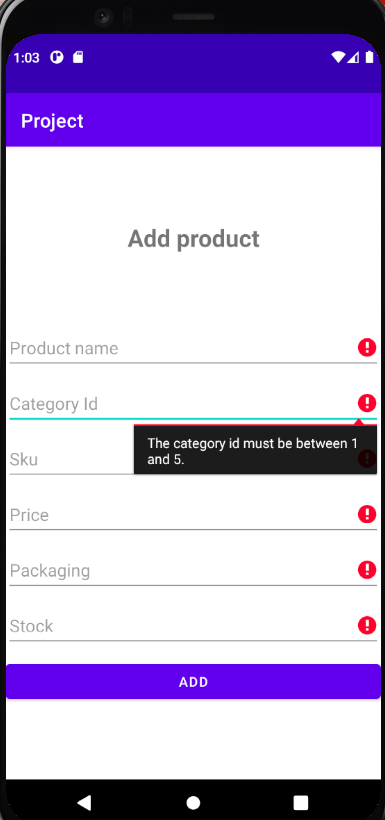 1:03
Project
Add product
Product name
Category Id
The category id must be between 1
and 5.
Sku
Price
Packaging
Stock
ADD